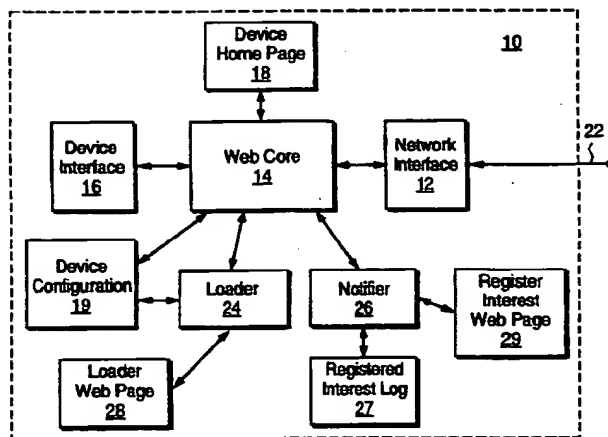 Device
Home Page
18
10
22
Device
Interface
16
Web Core
14
Network
Interface
12
Device
Configuration
19
Loader
24
Notifier
26
Register
Interest
Web Page
29
Loader
Web Page
28
Registered
Interest Log
27